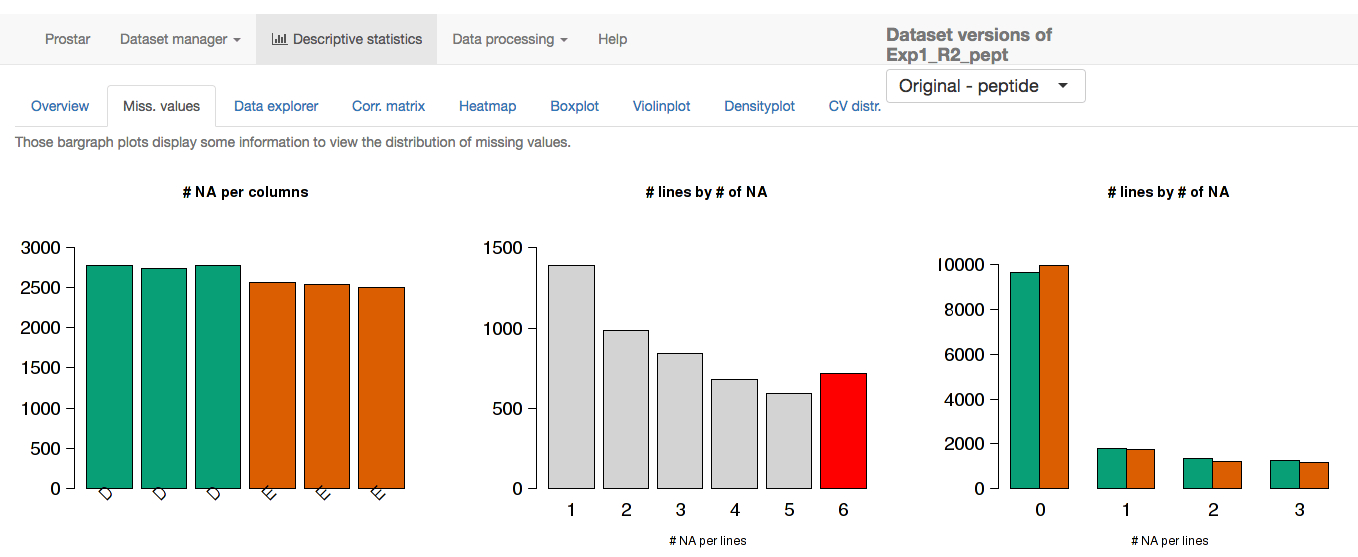 Prostar Dataset manager Descriptive statistics Data processing Help
Dataset versions of
Exp1_R2_pept
Original - peptide
Overview Miss. values Data explorer Corr. matrix Heatmap Boxplot Violinplot Densityplot CV distr.
Those bargraph plots display some information to view the distribution of missing values.
# NA per columns
3000
2500
2000
1500
1000
500
0
D D D E E E
# lines by # of NA
1500
1000
500
0
1 2 3 4 5 6
# NA per lines
# lines by # of NA
10000
8000
6000
4000
2000
0
0 1 2 3
# NA per lines